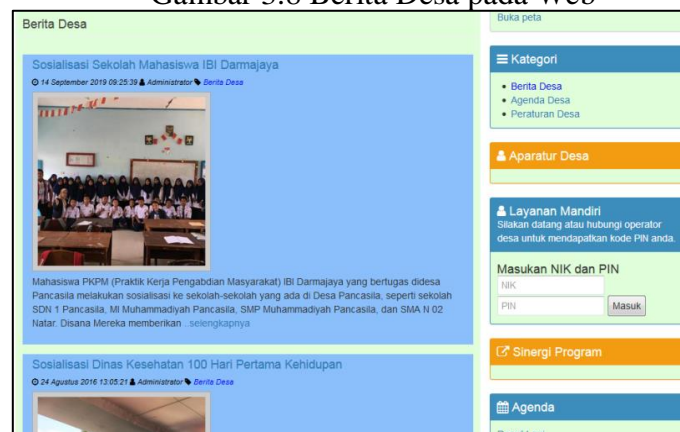 Gambar 3.8 Berita Desa pada Web
Berita Desa
Sosialisasi Sekolah Mahasiswa IBI Darmajaya
14 September 2019 09:25:39 Administrator Berita Desa
Mahasiswa PKPM (Praktik Kerja Pengabdian Masyarakat) IBI Darmajaya yang bertugas didesa
Pancasila melakukan sosialisasi ke sekolah-sekolah yang ada di Desa Pancasila, seperti sekolah
SDN 1 Pancasila, MI Muhammadiyah Pancasila, SMP Muhammadiyah Pancasila, dan SMA N 02
Natar. Disana Mereka memberikan ..selengkapnya
Sosialisasi Dinas Kesehatan 100 Hari Pertama Kehidupan
24 Agustus 2016 13:05:21 Administrator Berita Desa
Buka peta
Kategori
Berita Desa
Agenda Desa
Peraturan Desa
Aparatur Desa
Layanan Mandiri
Silakan datang atau hubungi operator
desa untuk mendapatkan kode PIN anda.
Masukan NIK dan PIN
NIK
PIN
Masuk
Sinergi Program
Agenda